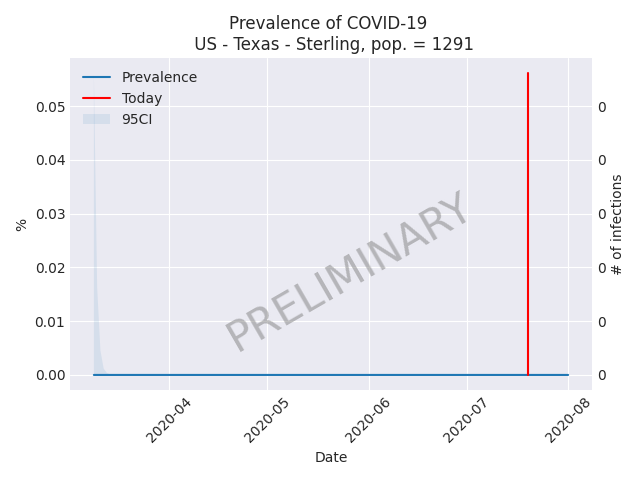 Prevalence of COVID-19
US - Texas - Sterling, pop. = 1291
Prevalence
Today
95CI
0.05
0.04
0.03
0.02
0.01
0.00
%
0
0
0
0
0
0
# of infections
PRELIMINARY
2020-04
2020-05
2020-06
2020-07
2020-08
Date